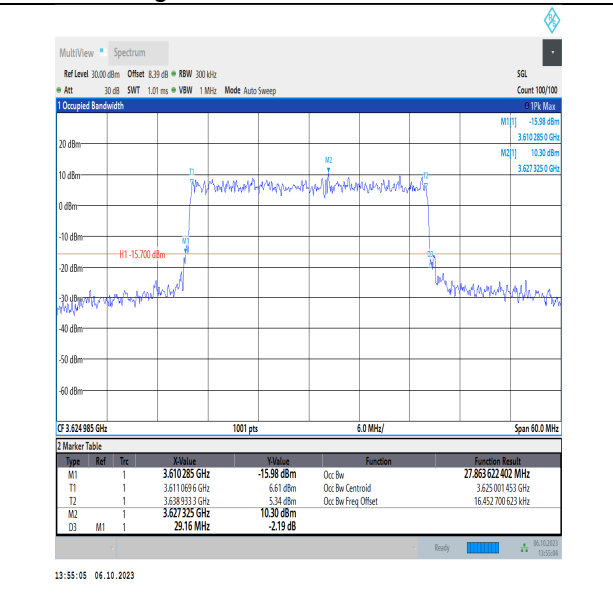 MultiView Spectrum
Ref Level 30.00 dBm Offset 8.39 dB RBW 300 kHz SGL
Att 30 dB SWT 1.01 ms VBW 1 MHz Mode Auto Sweep Count 100/100
1 Occupied Bandwidth 1Pk Max
M1[1] -15.98 dBm
3.610 285 0 GHz
M2[1] 10.30 dBm
3.627 325 0 GHz
20 dBm
M2
10 dBm
T1
T2
0 dBm
-10 dBm
M1
H1 -15.700 dBm
D3
-20 dBm
-30 dBm
-40 dBm
-50 dBm
-60 dBm
CF 3.624 985 GHz 1001 pts 6.0 MHz/ Span 60.0 MHz
2 Marker Table
Type Ref Trc X-Value Y-Value Function Function Result
M1 1 3.610 285 GHz -15.98 dBm Occ Bw 27.863 622 402 MHz
T1 1 3.611 069 6 GHz 6.61 dBm Occ Bw Centroid 3.625 001 453 GHz
T2 1 3.638 933 3 GHz 5.34 dBm Occ Bw Freq Offset 16.452 700 623 kHz
M2 1 3.627 325 GHz 10.30 dBm
D3 M1 1 29.16 MHz -2.19 dB
Ready 06.10.2023
13:55:04
13:55:05 06.10.2023